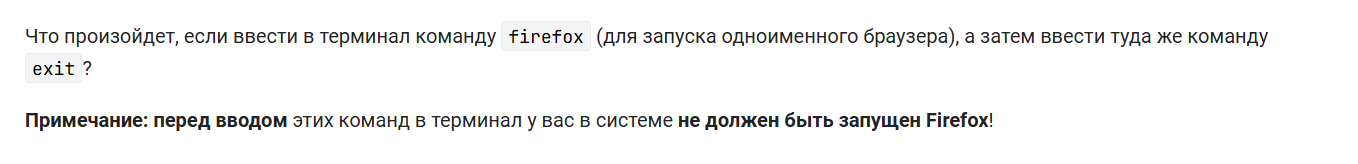 Что произойдет, если ввести в терминал команду firefox (для запуска одноименного браузера), а затем ввести туда же команду
exit?
Примечание: перед вводом этих команд в терминал у вас в системе не должен быть запущен Firefox!